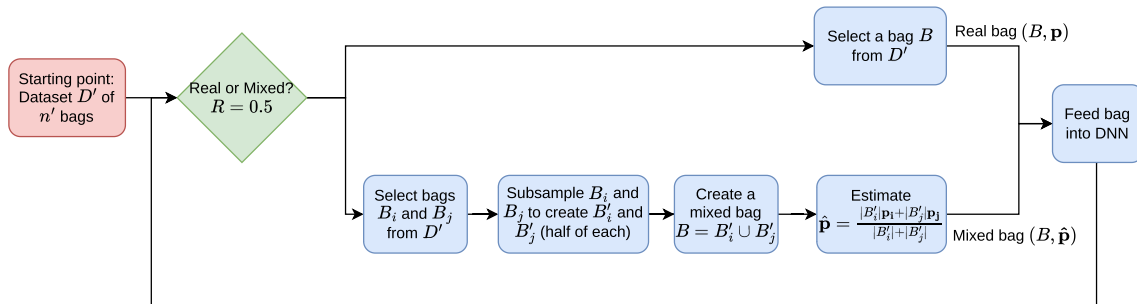 Starting point:
Dataset D′ of
n′ bags
Real or Mixed?
R = 0.5
Select a bag B
from D′
Real bag (B, p)
Select bags
B_i and B_j
from D′
Subsample B_i and
B_j to create B′_i and
B′_j (half of each)
Create a
mixed bag
B = B′_i ∪ B′_j
Estimate
p̂ = (|B′_i|p_i+|B′_j|p_j)/(|B′_i|+|B′_j|)
Mixed bag (B, p̂)
Feed bag
into DNN